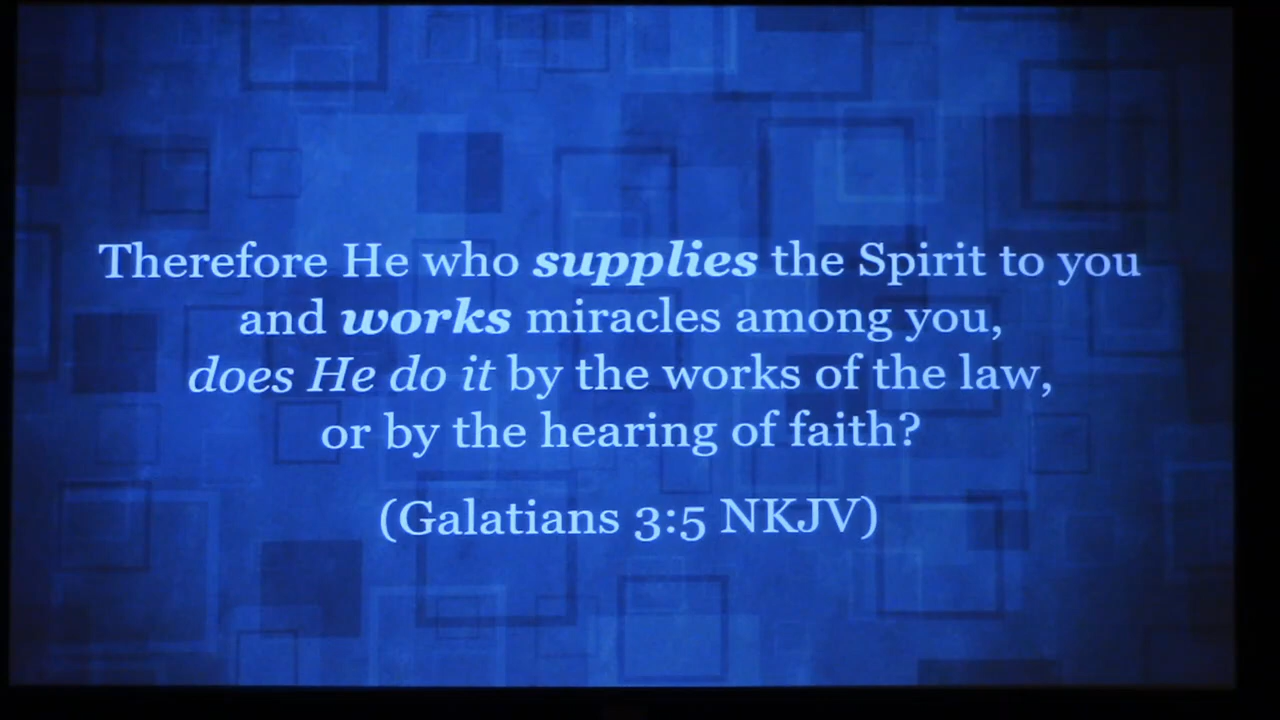 Therefore He who supplies the Spirit to you
and works miracles among you,
does He do it by the works of the law,
or by the hearing of faith?
(Galatians 3:5 NKJV)